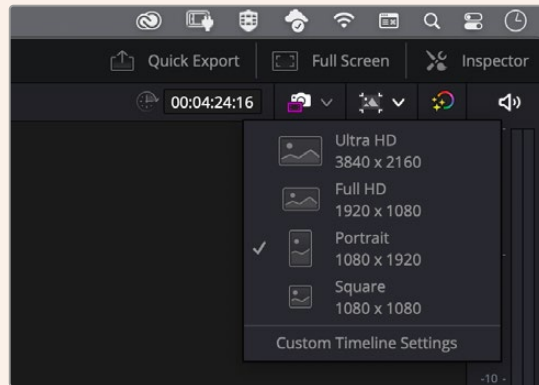 Quick Export
Full Screen
Inspector
00:04:24:16
Ultra HD
3840 x 2160
Full HD
1920 x 1080
Portrait
1080 x 1920
Square
1080 x 1080
Custom Timeline Settings
-10